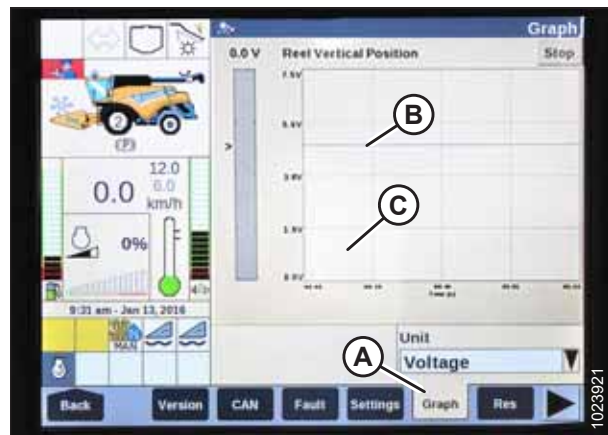 Graph
0.0 V Reel Vertical Position Stop
V
B
C
(P)
12.0
0.0 6.0
km/h
0%
9:31 am - Jan 13, 2016
MAN
Unit
A
Voltage
Back Version CAN Fault Settings Graph Res
1023921